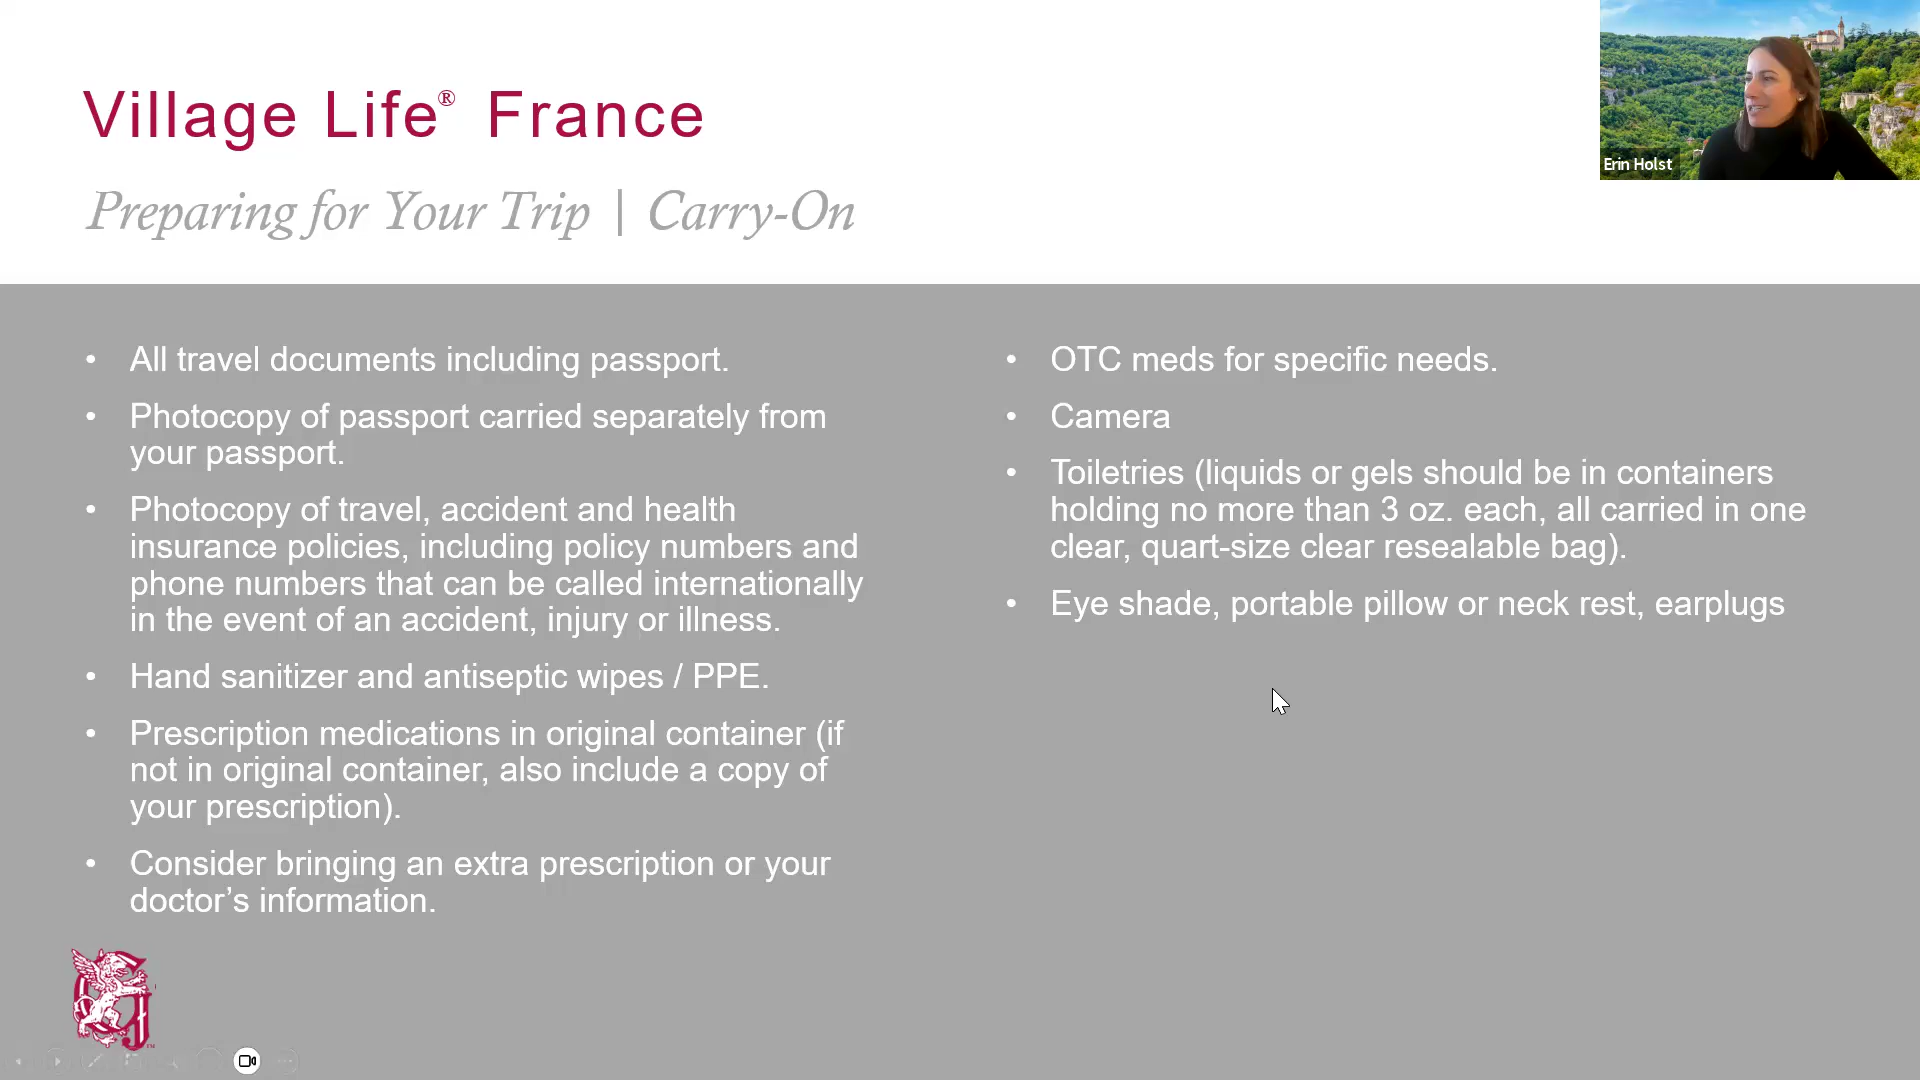 Village Life® France
Preparing for Your Trip | Carry-On
Erin Holst
• All travel documents including passport.
• Photocopy of passport carried separately from
your passport.
• Photocopy of travel, accident and health
insurance policies, including policy numbers and
phone numbers that can be called internationally
in the event of an accident, injury or illness.
• Hand sanitizer and antiseptic wipes / PPE.
• Prescription medications in original container (if
not in original container, also include a copy of
your prescription).
• Consider bringing an extra prescription or your
doctor’s information.
• OTC meds for specific needs.
• Camera
• Toiletries (liquids or gels should be in containers
holding no more than 3 oz. each, all carried in one
clear, quart-size clear resealable bag).
• Eye shade, portable pillow or neck rest, earplugs